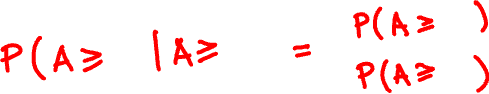 P(A≥ |A≥ = P(A≥ )
P(A≥ )